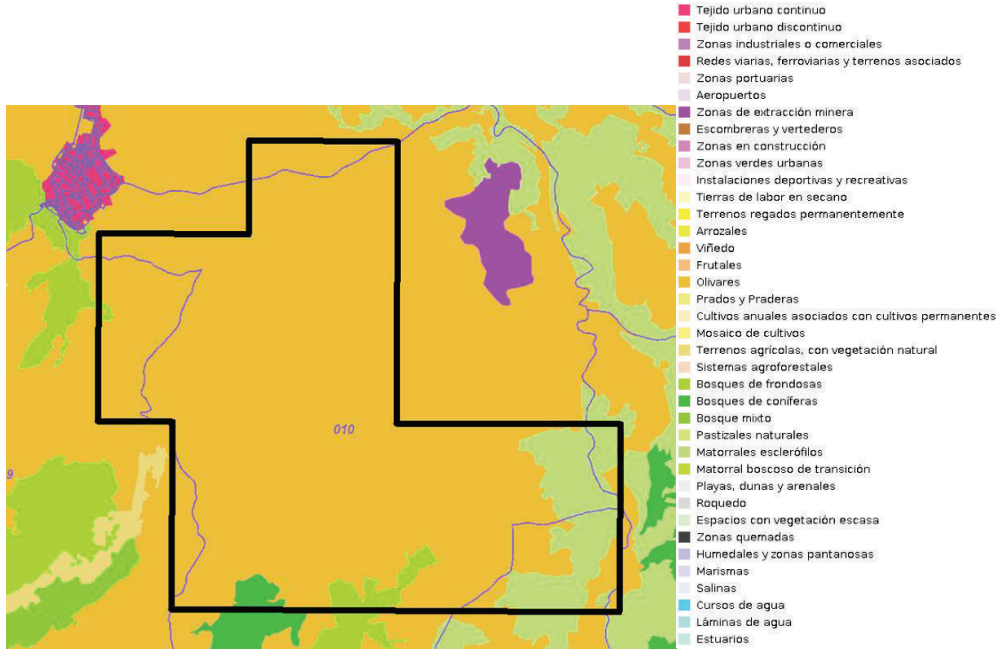 Tejido urbano continuo
Tejido urbano discontinuo
Zonas industriales o comerciales
Redes viarias, ferroviarias y terrenos asociados
Zonas portuarias
Aeropuertos
Zonas de extracción minera
Escombreras y vertederos
Zonas en construcción
Zonas verdes urbanas
Instalaciones deportivas y recreativas
Tierras de labor en secano
Terrenos regados permanentemente
Arrozales
Viñedo
Frutales
Olivares
Prados y Praderas
Cultivos anuales asociados con cultivos permanentes
Mosaico de cultivos
Terrenos agrícolas, con vegetación natural
Sistemas agroforestales
Bosques de frondosas
Bosques de coníferas
Bosque mixto
Pastizales naturales
Matorrales esclerófilos
Matorral boscoso de transición
Playas, dunas y arenales
Roquedo
Espacios con vegetación escasa
Zonas quemadas
Humedales y zonas pantanosas
Marismas
Salinas
Cursos de agua
Láminas de agua
Estuarios
010
9